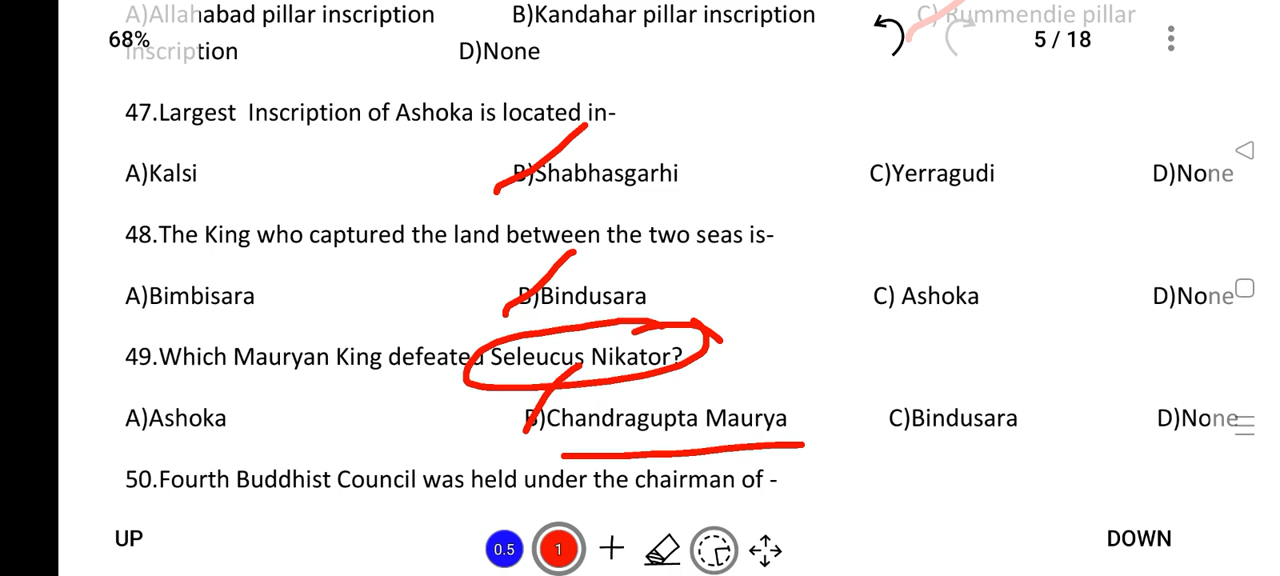 A)Allahabad pillar inscription B)Kandahar pillar inscription C) Rummendie pillar
68% 5 / 18
inscription D)None
47.Largest Inscription of Ashoka is located in-
A)Kalsi B)Shabhasgarhi C)Yerragudi D)None
48.The King who captured the land between the two seas is-
A)Bimbisara B)Bindusara C) Ashoka D)None
49.Which Mauryan King defeated Seleucus Nikator?
A)Ashoka B)Chandragupta Maurya C)Bindusara D)None
50.Fourth Buddhist Council was held under the chairman of -
UP 0.5 1 DOWN